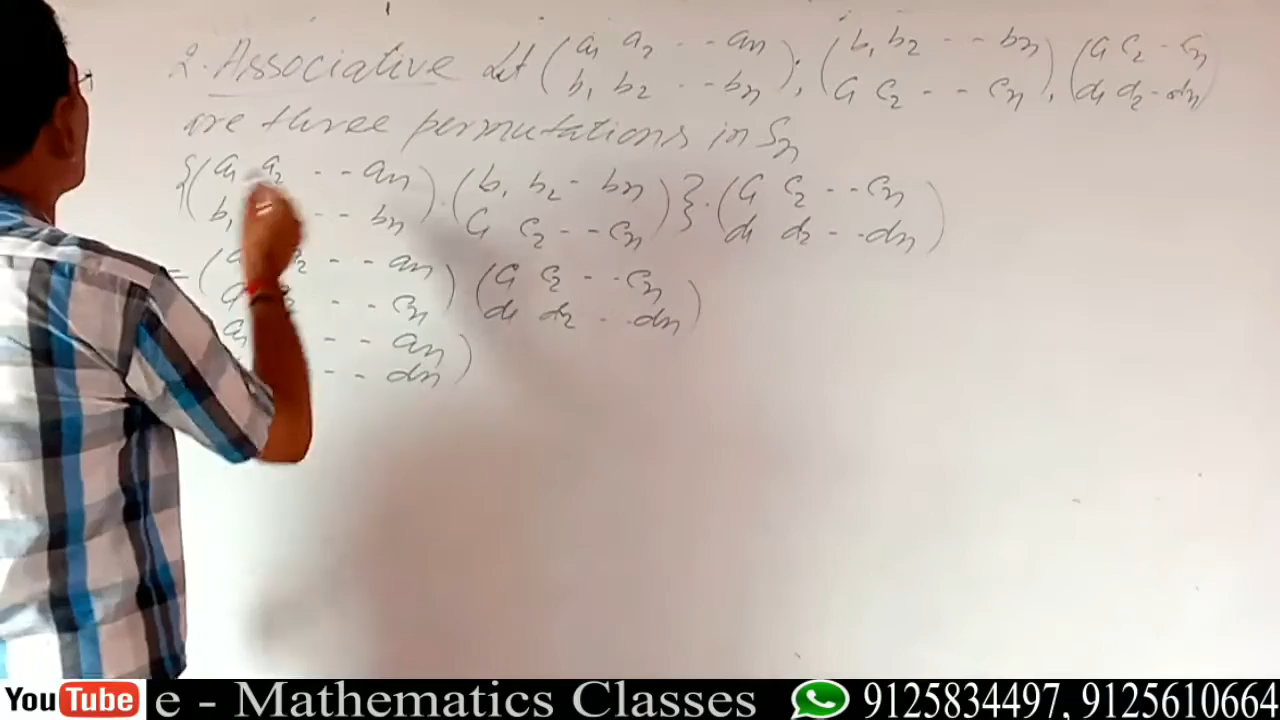 2. Associative Let (a1 a2 - - an ; (b1 b2 - - bn (c1 c2 - cn
b1 b2 - - bn) ; c1 c2 - - cn), d1 d2 - dn)
are three permutations in Sn
{(a1 a2 - - an) . (b1 b2 - bn)} . (c1 c2 - - cn)
b1 - - bn c1 c2 - - cn d1 d2 - - dn
= ( - - an) (c1 c2 - - cn)
- - cn d1 d2 - - dn
a1 - - an)
- - dn
YouTube e - Mathematics Classes 9125834497, 9125610664